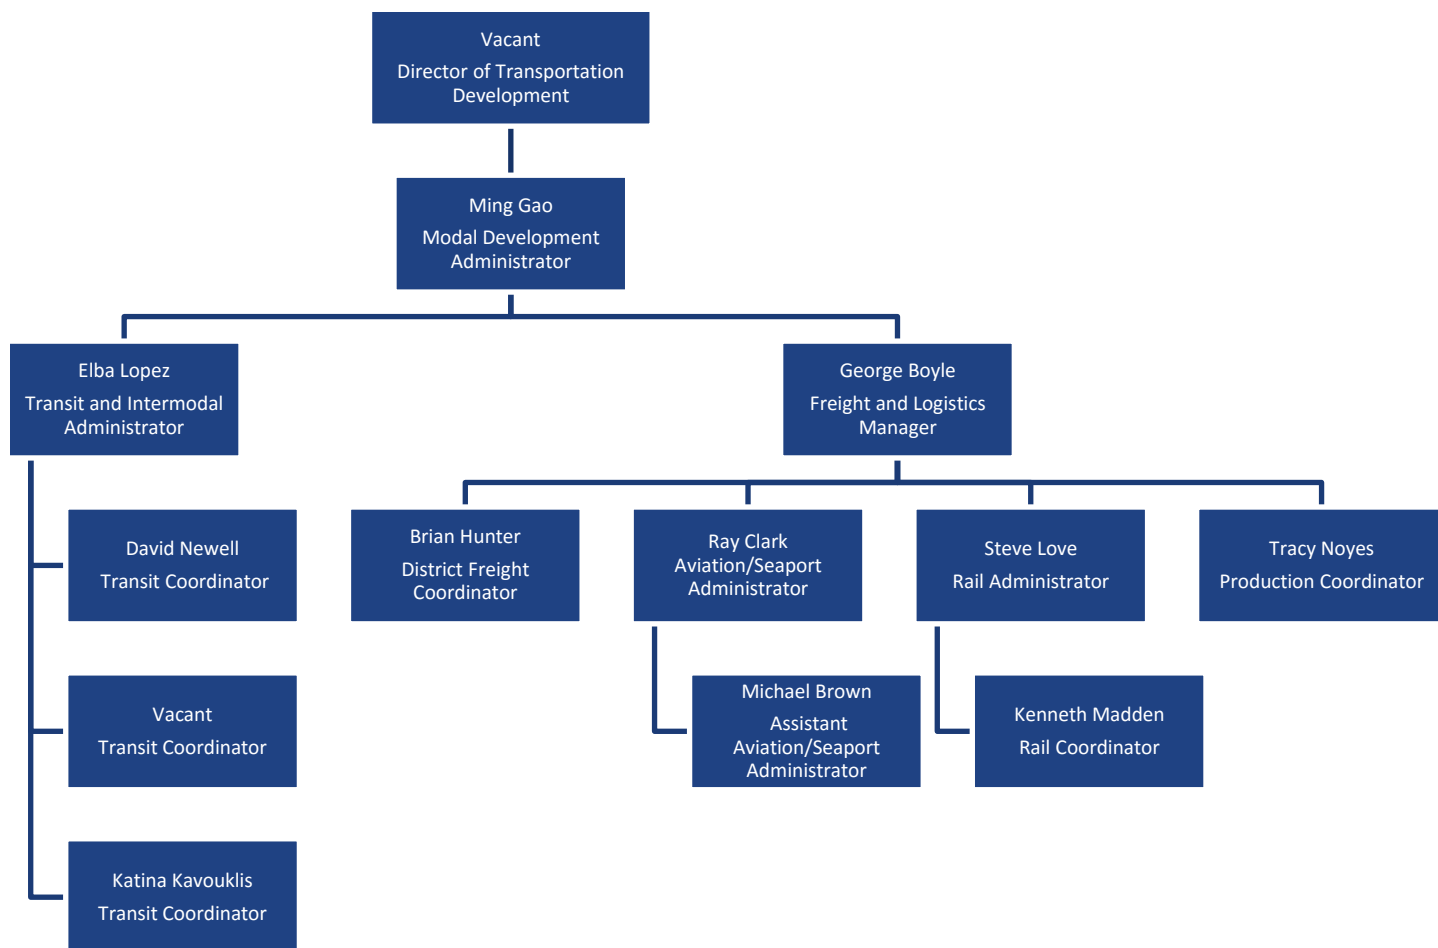 Vacant
Director of Transportation
Development
Ming Gao
Modal Development
Administrator
Elba Lopez
Transit and Intermodal
Administrator
George Boyle
Freight and Logistics
Manager
David Newell
Transit Coordinator
Vacant
Transit Coordinator
Katina Kavouklis
Transit Coordinator
Brian Hunter
District Freight
Coordinator
Ray Clark
Aviation/Seaport
Administrator
Michael Brown
Assistant
Aviation/Seaport
Administrator
Steve Love
Rail Administrator
Kenneth Madden
Rail Coordinator
Tracy Noyes
Production Coordinator